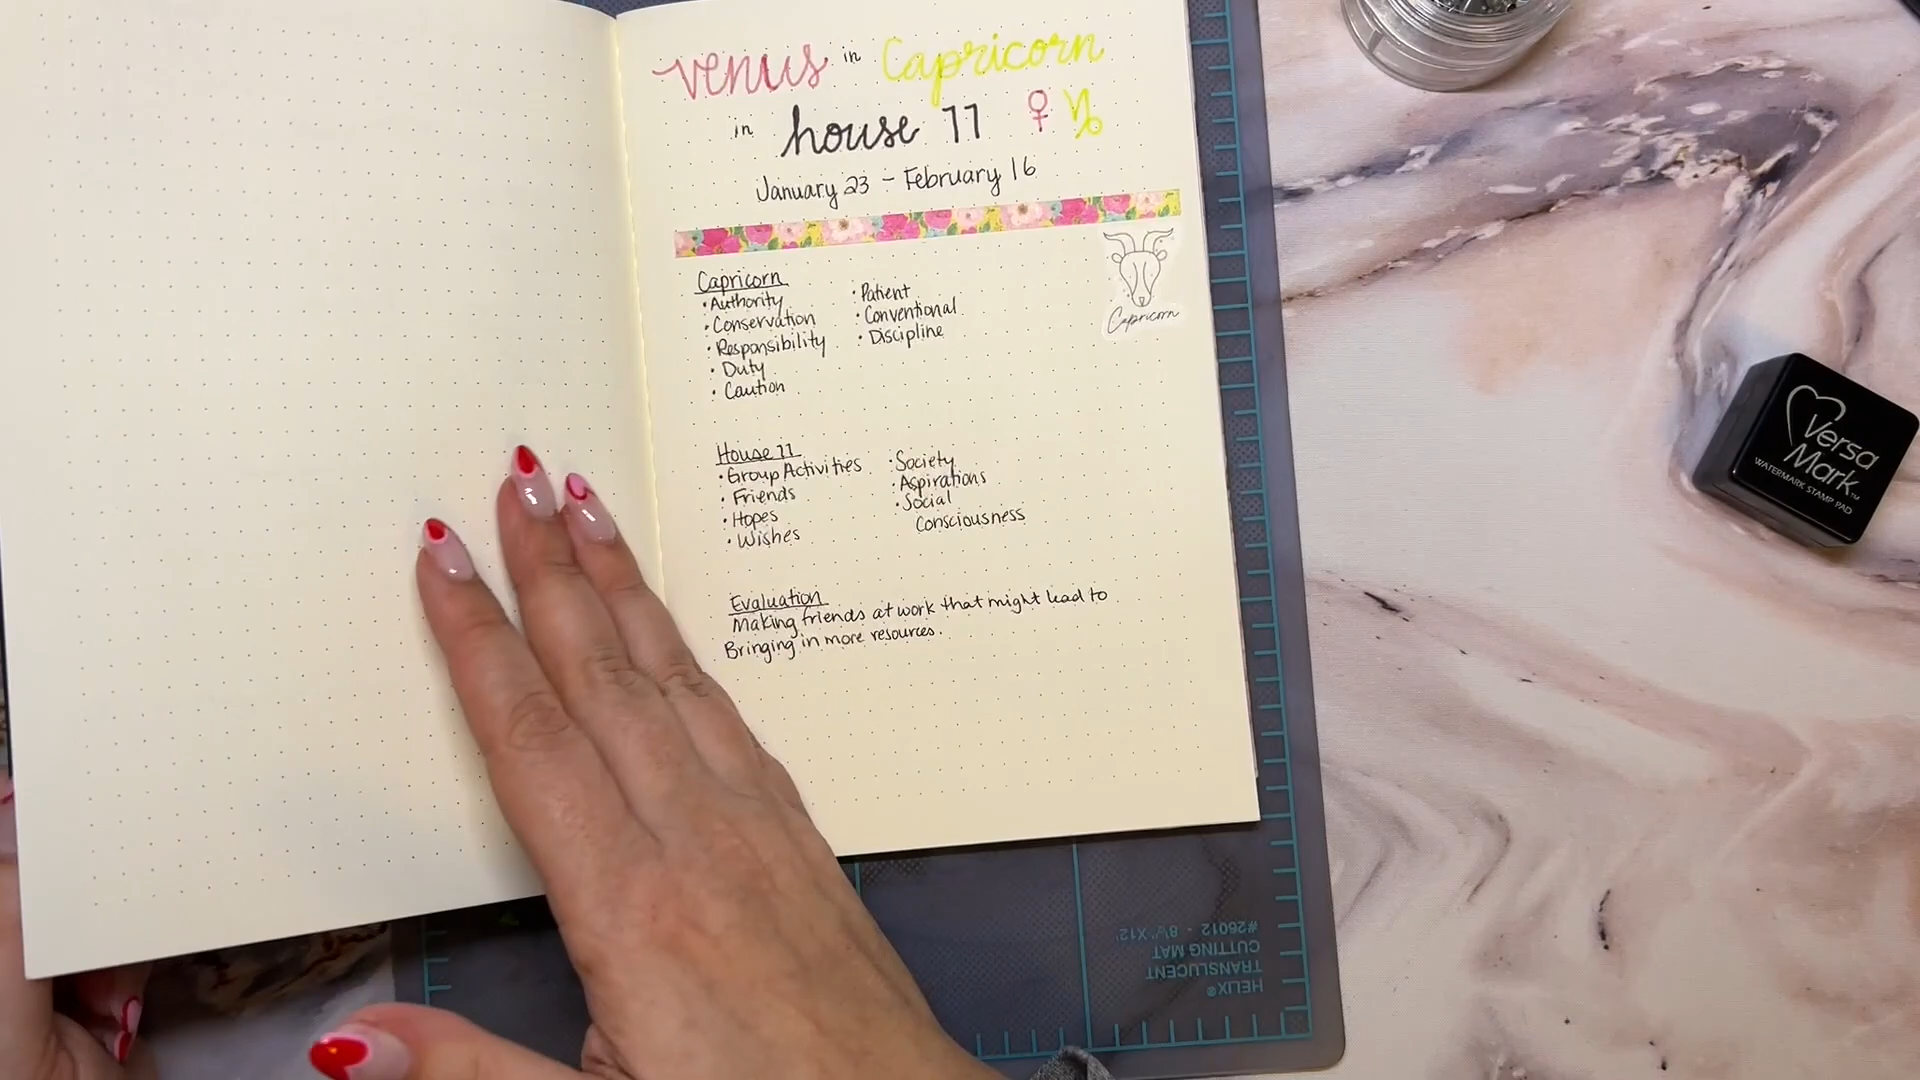 Venus in Capricorn
in house 11 ♀ ♑
January 23 - February 16
Capricorn
• Authority
• Conservation
• Responsibility
• Duty
• Caution
• Patient
• Conventional
• Discipline
Capricorn
House 11
• Group Activities
• Friends
• Hopes
• Wishes
• Society
• Aspirations
• Social
Consciousness
Evaluation
Making friends at work that might lead to
Bringing in more resources.
Versa
Mark™
WATERMARK STAMP PAD
HELIX®
TRANSLUCENT
CUTTING MAT
#26012 - 8½"X12"